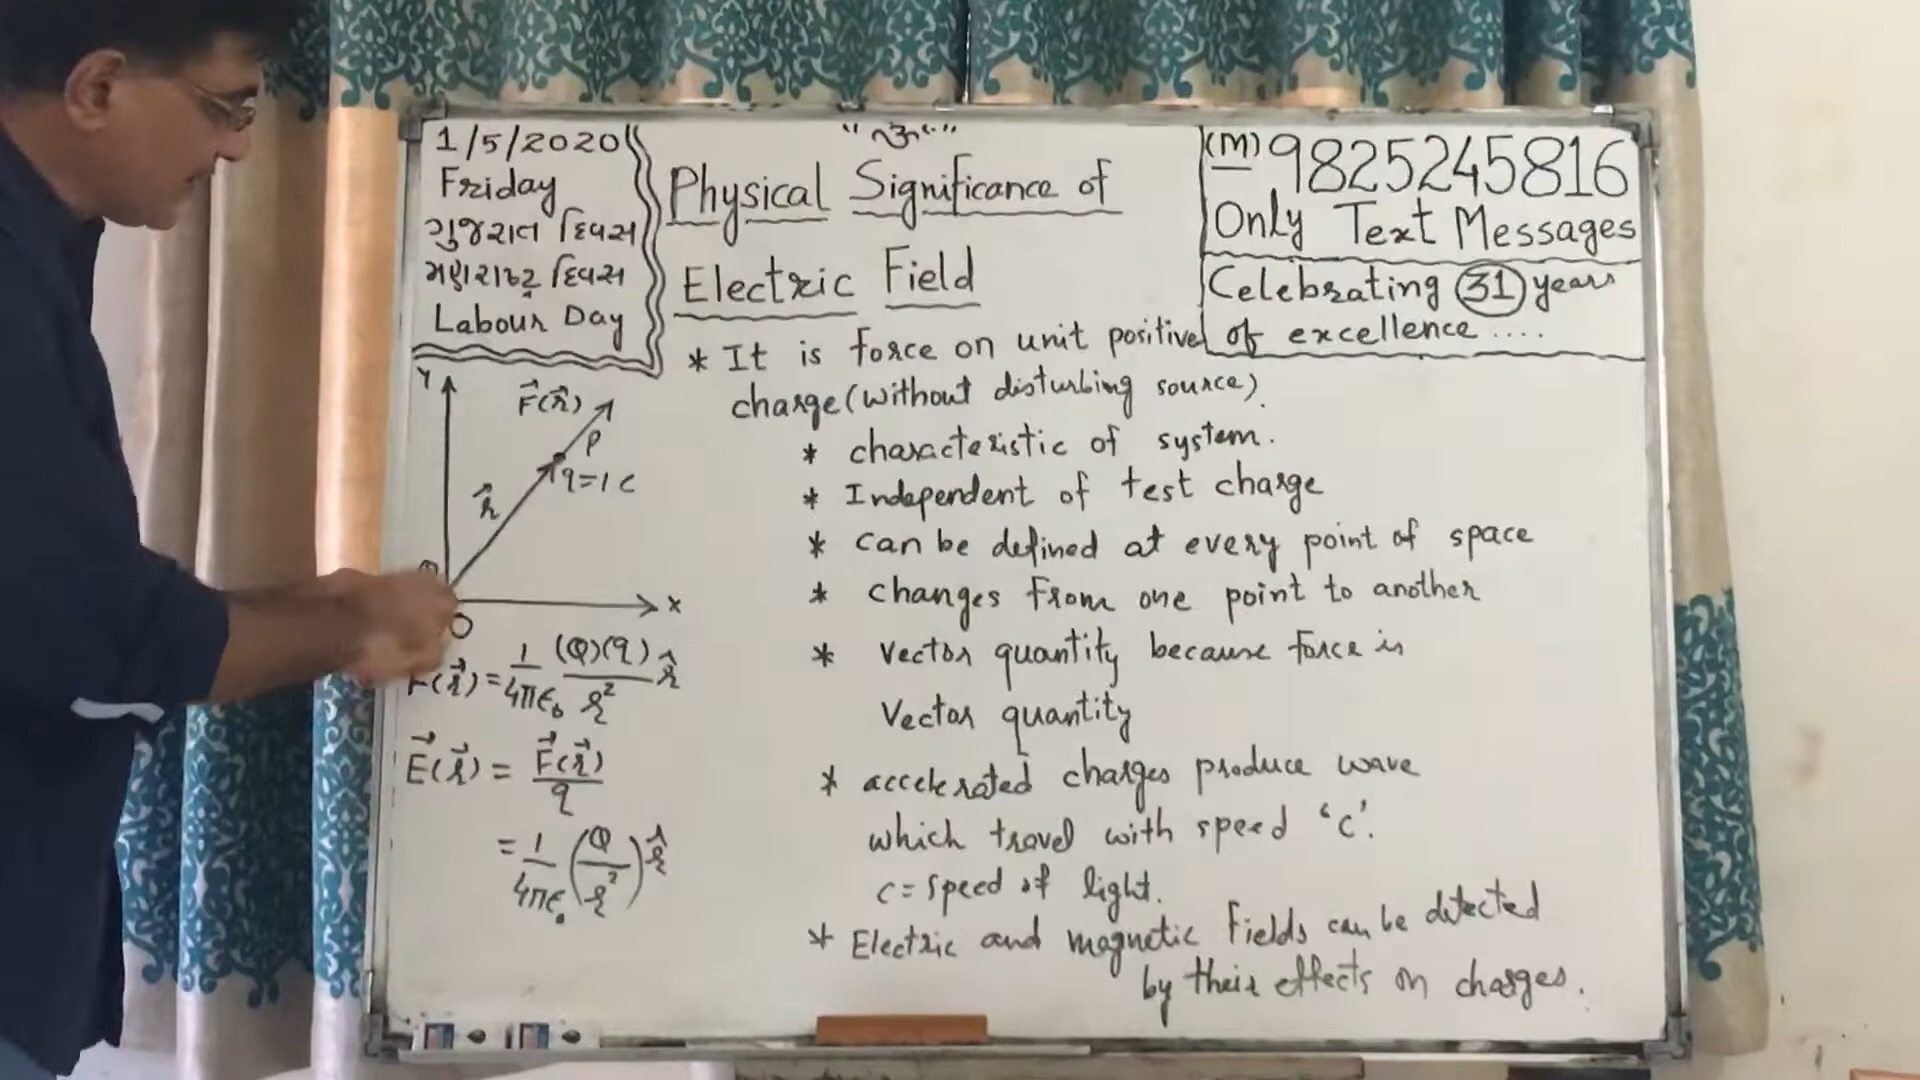 1/5/2020
Friday
ગુજરાત દિવસ
મહારાષ્ટ્ર દિવસ
Labour Day
"ૐ"
Physical Significance of
Electric Field
(M) 9825245816
Only Text Messages
Celebrating 31 years
of excellence ....
* It is force on unit positive
charge (without disturbing source).
* characteristic of system.
* Independent of test charge
* can be defined at every point of space
* changes from one point to another
* Vector quantity because force is
Vector quantity
* accelerated charges produce wave
which travel with speed 'c'.
c = speed of light.
* Electric and magnetic fields can be detected
by their effects on charges.
Y
F⃗(r⃗)
P
q=1 C
r⃗
X
O
F⃗(r⃗) = 1/4πϵ₀ (Q)(q)/r² r̂
E⃗(r⃗) = F⃗(r⃗)/q
= 1/4πϵ₀ (Q/r²) r̂